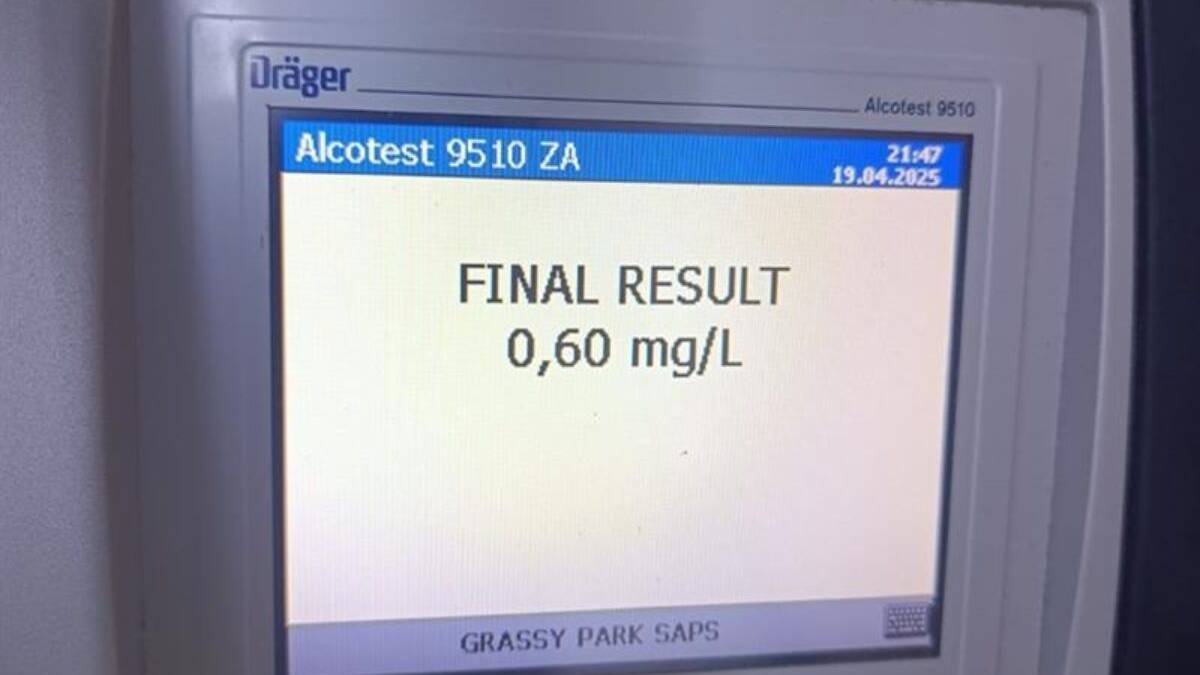 Dräger
Alcotest 9510
Alcotest 9510 ZA
21:47
19.04.2025
FINAL RESULT
0,60 mg/L
GRASSY PARK SAPS